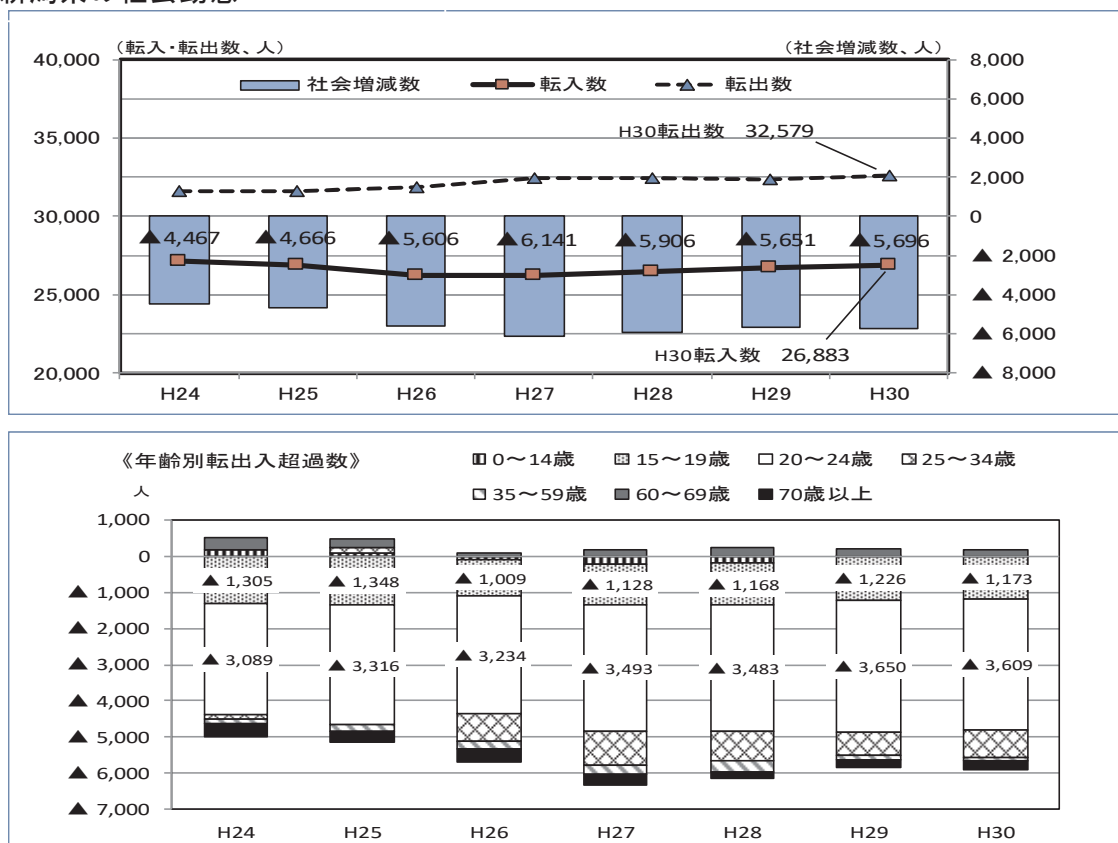 （転入・転出数、人） （社会増減数、人）
40,000 8,000
社会増減数 転入数 転出数
6,000
35,000 H30転出数 32,579 4,000
2,000
30,000 0
▲ 4,467 ▲ 4,666 ▲ 5,606 ▲ 6,141 ▲ 5,906 ▲ 5,651 ▲ 5,696
▲ 2,000
25,000 ▲ 4,000
▲ 6,000
H30転入数 26,883
20,000 ▲ 8,000
H24 H25 H26 H27 H28 H29 H30
《年齢別転出入超過数》 0～14歳 15～19歳 20～24歳 25～34歳
人 35～59歳 60～69歳 70歳以上
1,000
0
▲ 1,305 ▲ 1,348 ▲ 1,009 ▲ 1,128 ▲ 1,168 ▲ 1,226 ▲ 1,173
▲ 1,000
▲ 2,000
▲ 3,089 ▲ 3,316 ▲ 3,234 ▲ 3,493 ▲ 3,483 ▲ 3,650 ▲ 3,609
▲ 3,000
▲ 4,000
▲ 5,000
▲ 6,000
▲ 7,000
H24 H25 H26 H27 H28 H29 H30